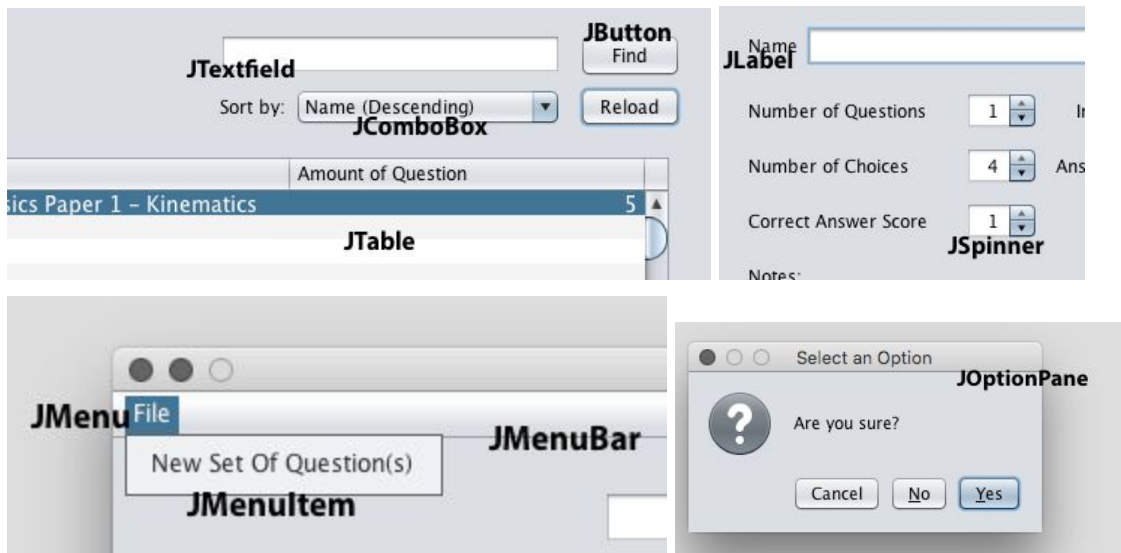 JButton
Find
JTextfield
Sort by: Name (Descending) Reload
JComboBox
Amount of Question
sics Paper 1 – Kinematics 5
JTable
Name
JLabel
Number of Questions 1
Number of Choices 4 Ans
Correct Answer Score 1
JSpinner
Notes:
JMenu File
JMenuBar
New Set Of Question(s)
JMenuItem
Select an Option
JOptionPane
?
Are you sure?
Cancel No Yes